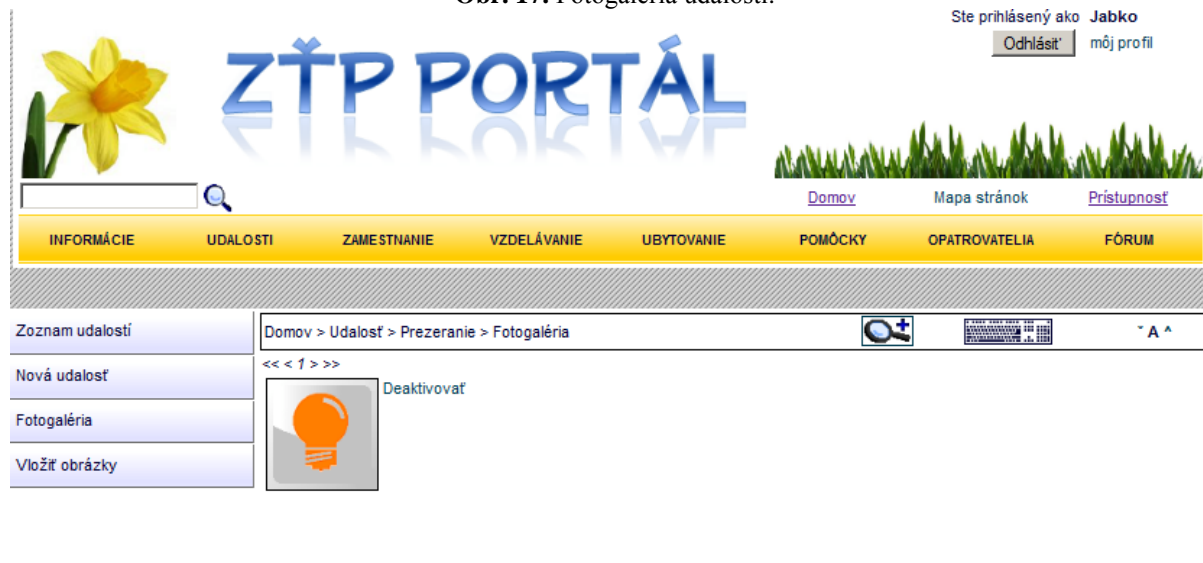 Obr. 17. Fotogaléria udalosti.
Ste prihlásený ako Jabko
Odhlásiť môj profil
ZŤP PORTÁL
Domov Mapa stránok Prístupnosť
INFORMÁCIE UDALOSTI ZAMESTNANIE VZDELÁVANIE UBYTOVANIE POMÔCKY OPATROVATELIA FÓRUM
Zoznam udalostí
Nová udalosť
Fotogaléria
Vložiť obrázky
Domov > Udalosť > Prezeranie > Fotogaléria
ˇ A ^
<< < 1 > >>
Deaktivovať